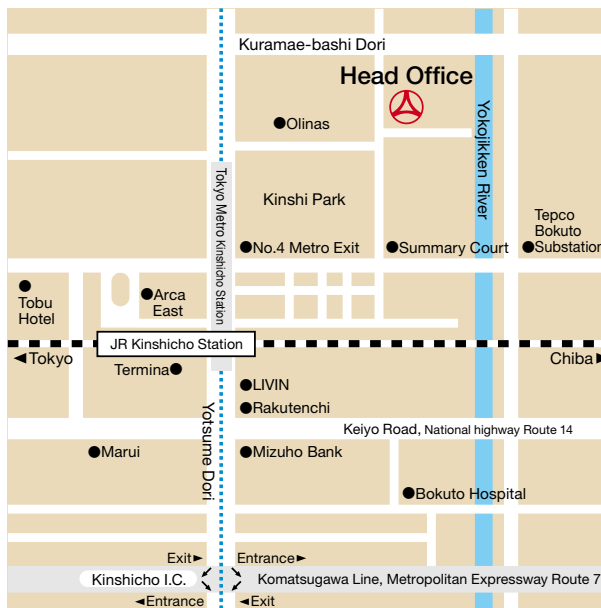 Kuramae-bashi Dori
Head Office
Olinas
Yokojikken River
Tokyo Metro Kinshicho Station
Kinshi Park
Tepco
Bokuto
Substation
No.4 Metro Exit
Summary Court
Tobu
Hotel
Arca
East
JR Kinshicho Station
◄Tokyo
Chiba►
Termina
LIVIN
Rakutenchi
Yotsume Dori
Keiyo Road, National highway Route 14
Marui
Mizuho Bank
Bokuto Hospital
Exit►
Entrance►
Kinshicho I.C.
Komatsugawa Line, Metropolitan Expressway Route 7
◄Entrance
◄Exit